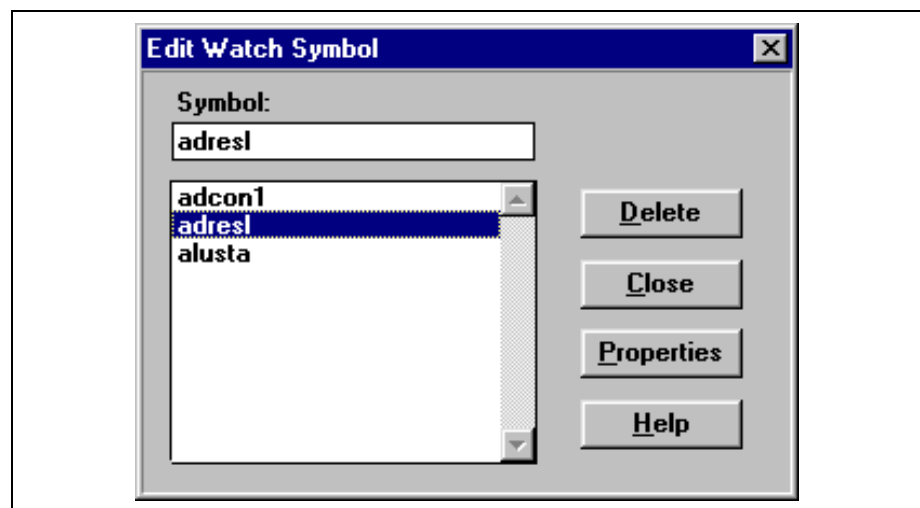 Edit Watch Symbol
Symbol:
adresl
adcon1
adresl
alusta
Delete
Close
Properties
Help